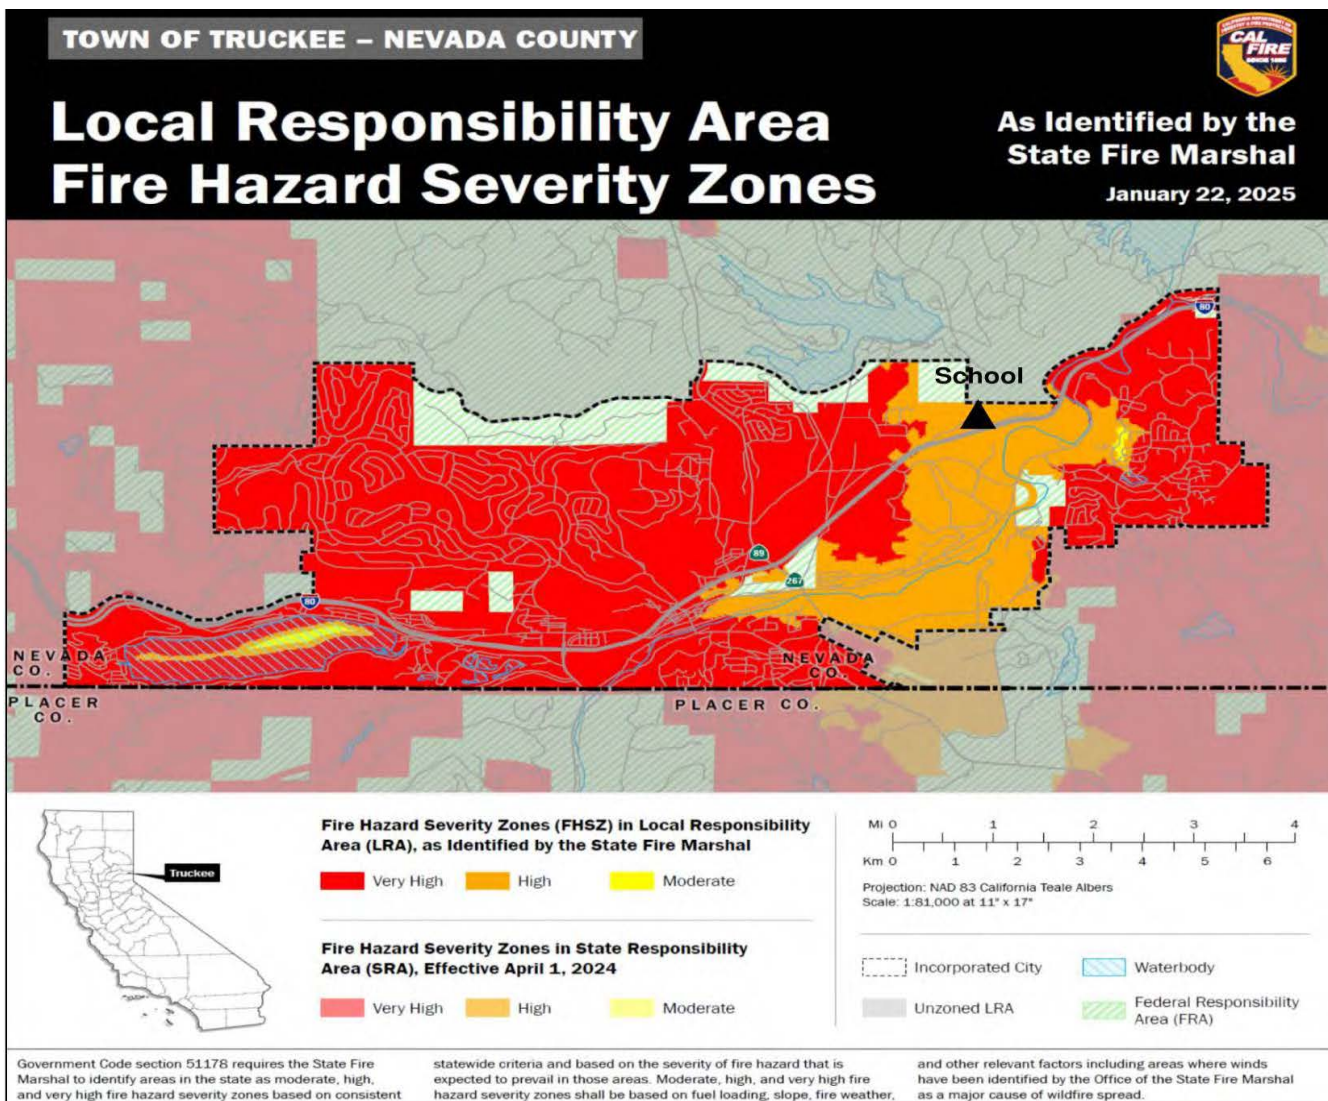 TOWN OF TRUCKEE – NEVADA COUNTY
CAL
FIRE
SINCE 1885
Local Responsibility Area
Fire Hazard Severity Zones
As Identified by the
State Fire Marshal
January 22, 2025
80
School
89
267
80
NEVADA
CO.
NEVADA
CO.
PLACER
CO.
PLACER CO.
Truckee
Fire Hazard Severity Zones (FHSZ) in Local Responsibility
Area (LRA), as Identified by the State Fire Marshal
Very High High Moderate
Fire Hazard Severity Zones in State Responsibility
Area (SRA), Effective April 1, 2024
Very High High Moderate
Mi 0 1 2 3 4
Km 0 1 2 3 4 5 6
Projection: NAD 83 California Teale Albers
Scale: 1:81,000 at 11" x 17"
Incorporated City Waterbody
Unzoned LRA Federal Responsibility
Area (FRA)
Government Code section 51178 requires the State Fire
Marshal to identify areas in the state as moderate, high,
and very high fire hazard severity zones based on consistent
statewide criteria and based on the severity of fire hazard that is
expected to prevail in those areas. Moderate, high, and very high fire
hazard severity zones shall be based on fuel loading, slope, fire weather,
and other relevant factors including areas where winds
have been identified by the Office of the State Fire Marshal
as a major cause of wildfire spread.